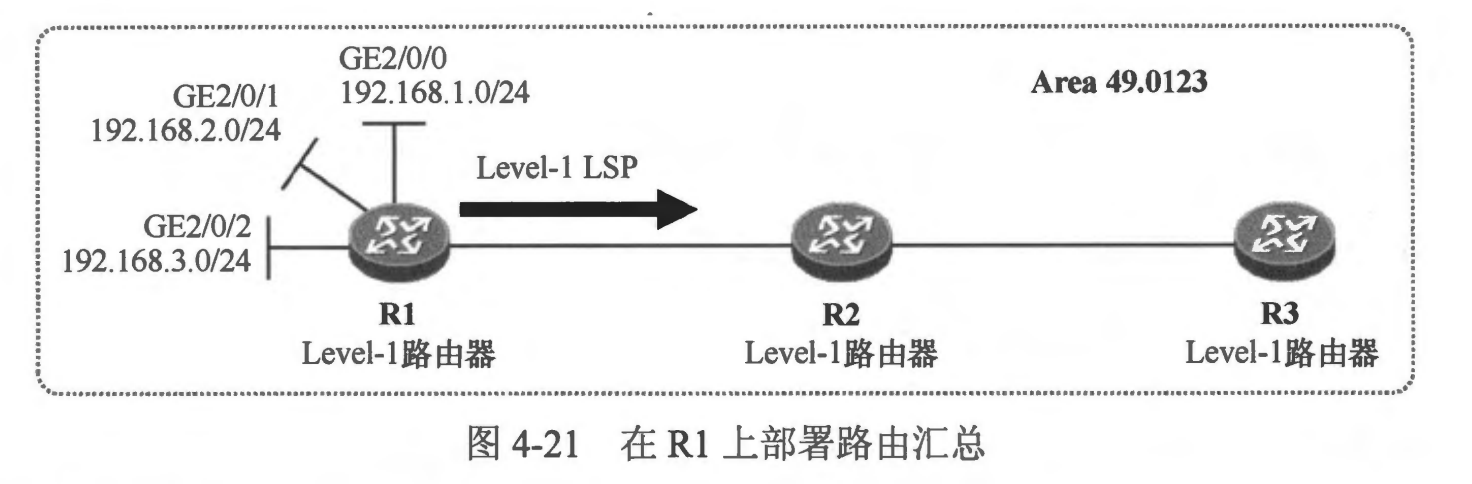 GE2/0/0
192.168.1.0/24
Area 49.0123
GE2/0/1
192.168.2.0/24
Level-1 LSP
GE2/0/2
192.168.3.0/24
R1
Level-1路由器
R2
Level-1路由器
R3
Level-1路由器
图 4-21 在 R1 上部署路由汇总